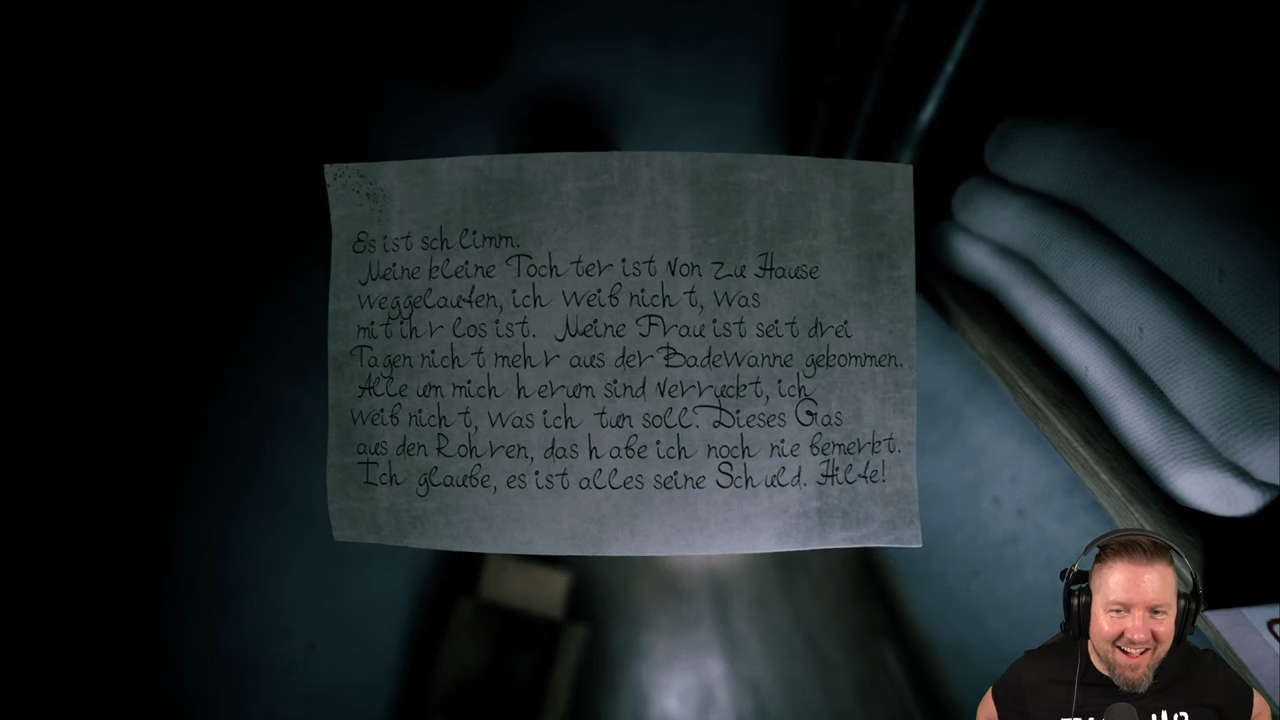 Es ist schlimm.
Meine kleine Tochter ist von zu Hause
weggelaufen, ich weiß nicht, was
mit ihr los ist. Meine Frau ist seit drei
Tagen nicht mehr aus der Badewanne gekommen.
Alle um mich herum sind verruckt, ich
weiß nicht, was ich tun soll. Dieses Gas
aus den Rohren, das habe ich noch nie bemerkt.
Ich glaube, es ist alles seine Schuld. Hilfe!